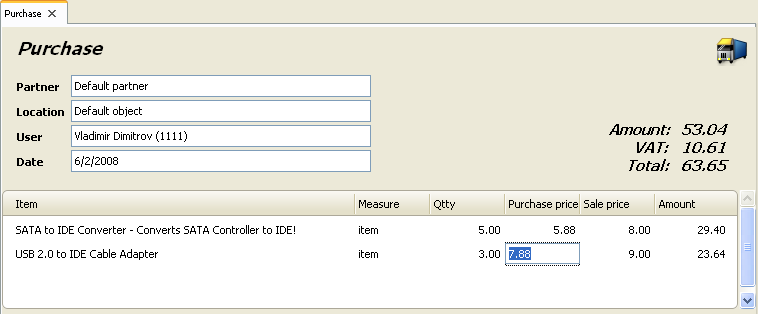 Purchase
Purchase
Partner Default partner
Location Default object
User Vladimir Dimitrov (1111)
Date 6/2/2008
Amount: 53.04
VAT: 10.61
Total: 63.65
Item Measure Qtty Purchase price Sale price Amount
SATA to IDE Converter - Converts SATA Controller to IDE! item 5.00 5.88 8.00 29.40
USB 2.0 to IDE Cable Adapter item 3.00 7.88 9.00 23.64